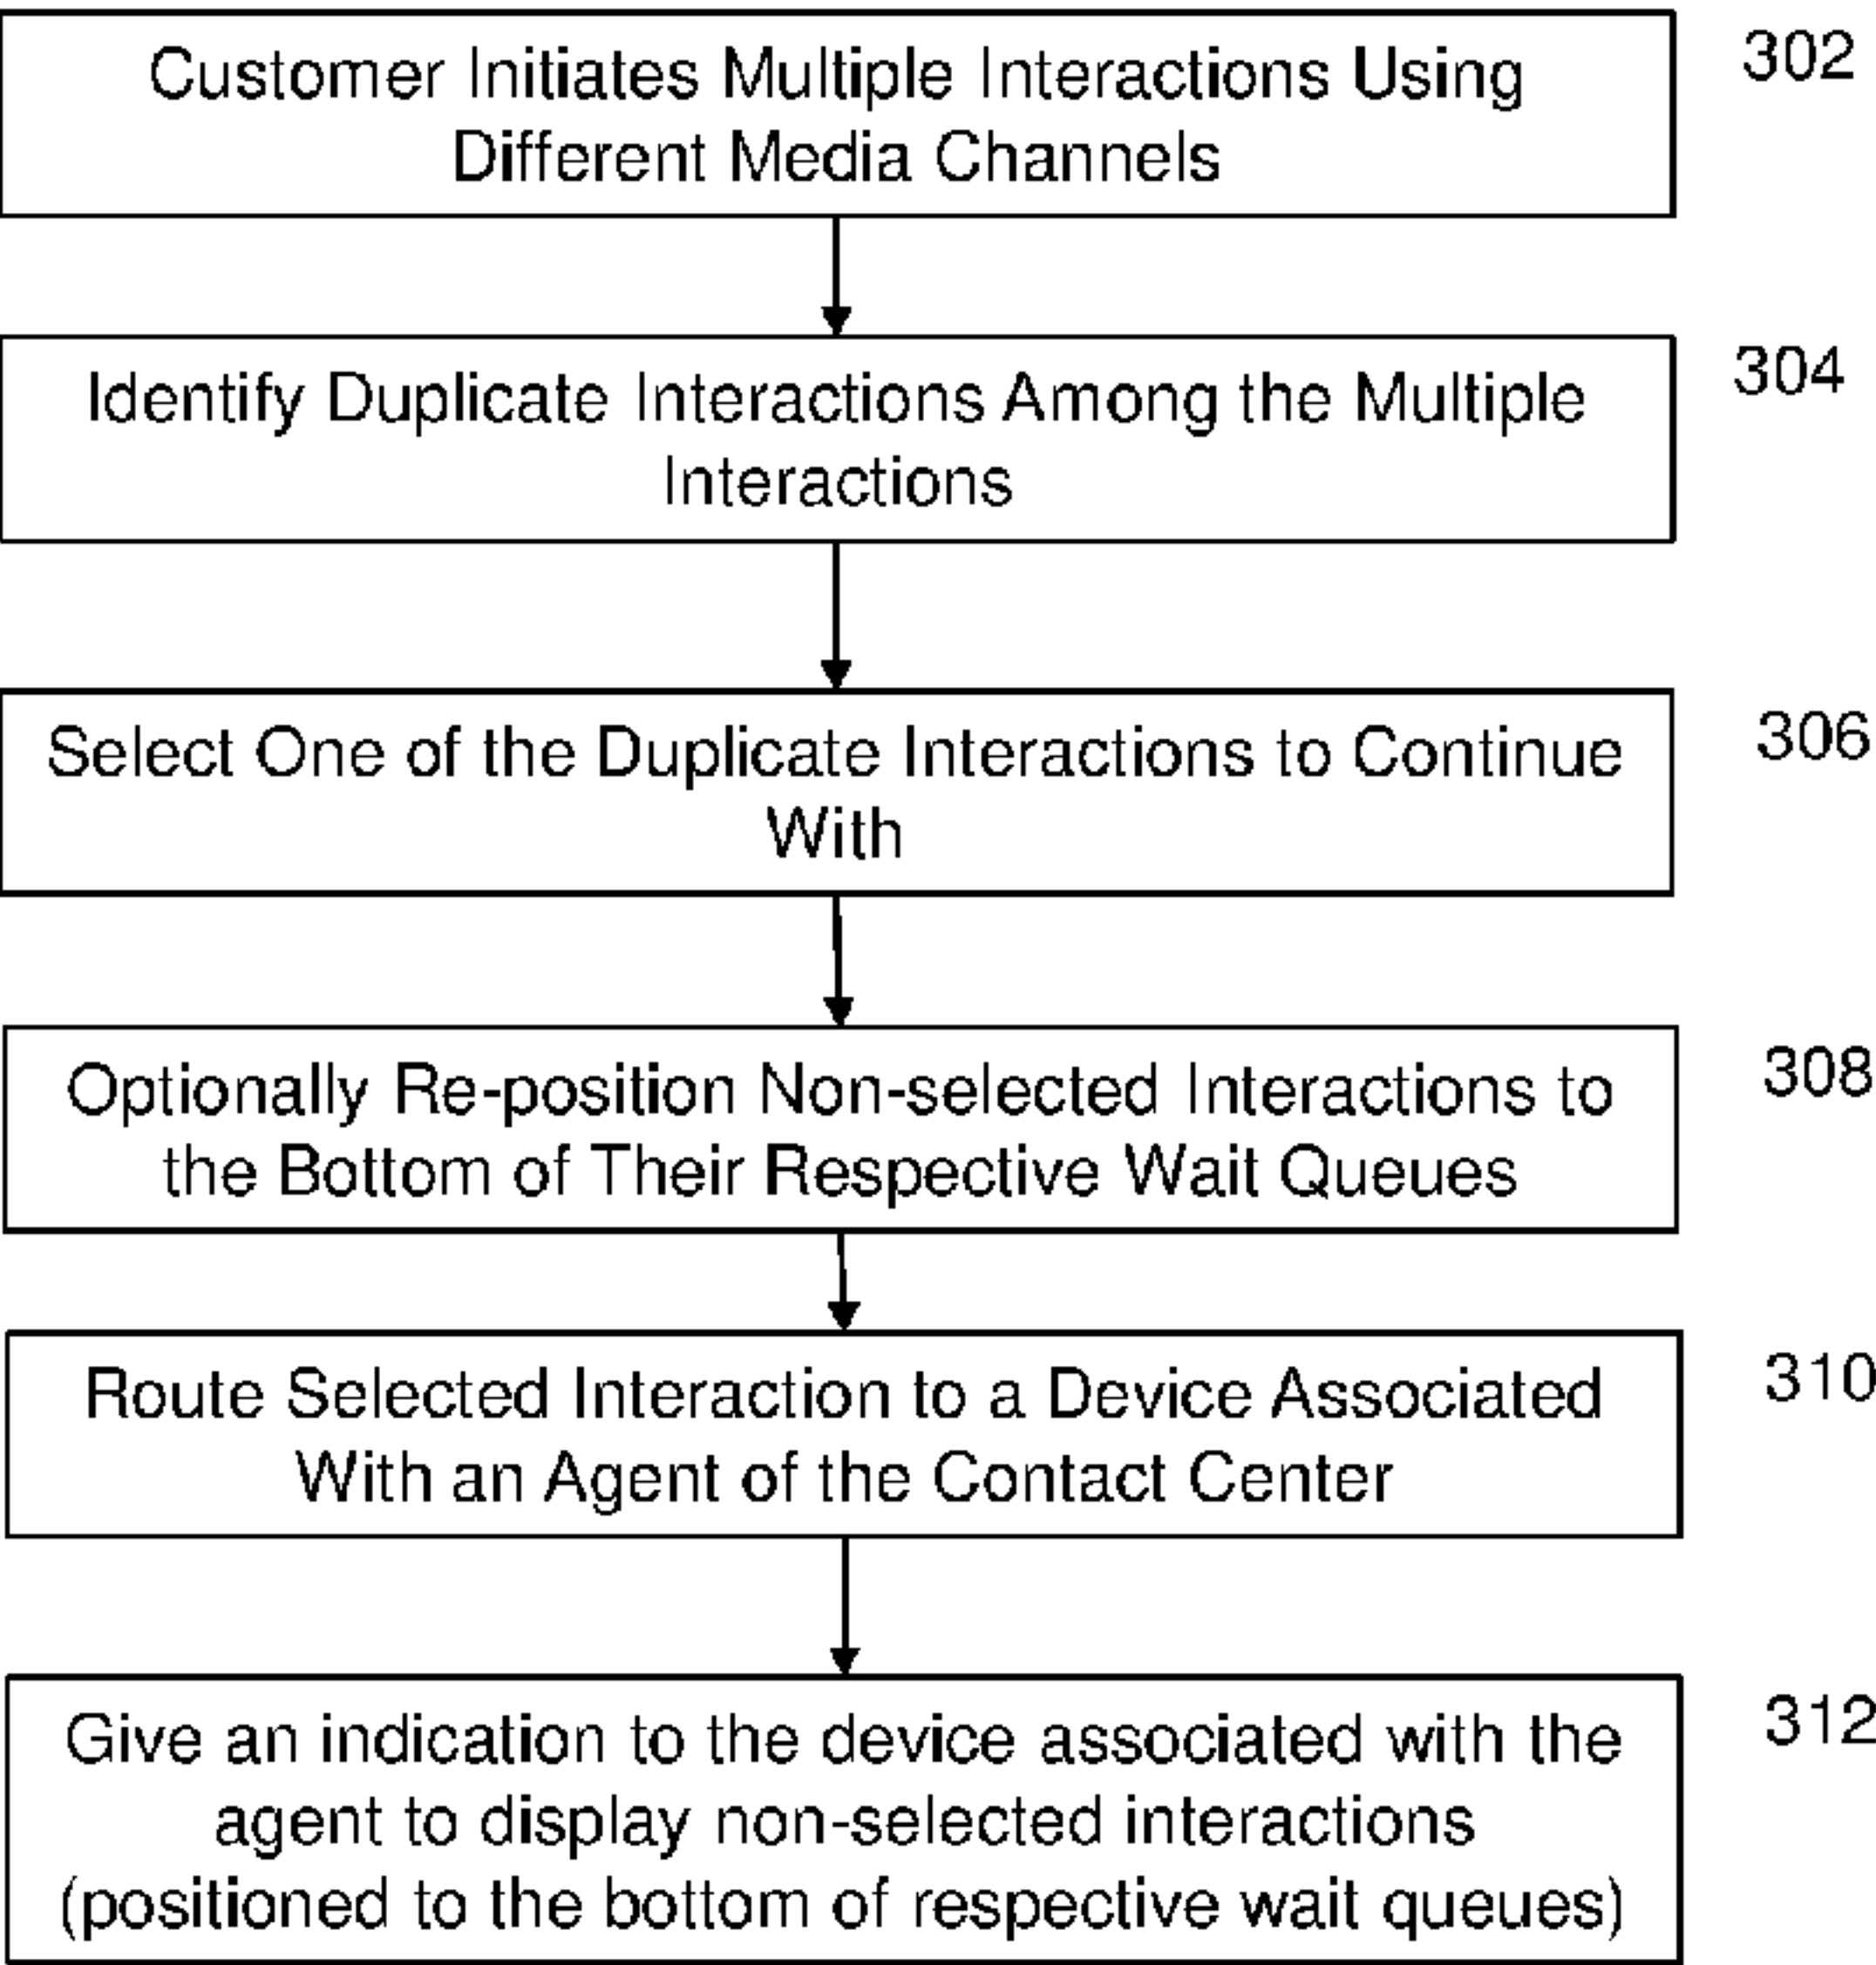 Customer Initiates Multiple Interactions Using
Different Media Channels
302
Identify Duplicate Interactions Among the Multiple
Interactions
304
Select One of the Duplicate Interactions to Continue
With
306
Optionally Re-position Non-selected Interactions to
the Bottom of Their Respective Wait Queues
308
Route Selected Interaction to a Device Associated
With an Agent of the Contact Center
310
Give an indication to the device associated with the
agent to display non-selected interactions
(positioned to the bottom of respective wait queues)
312